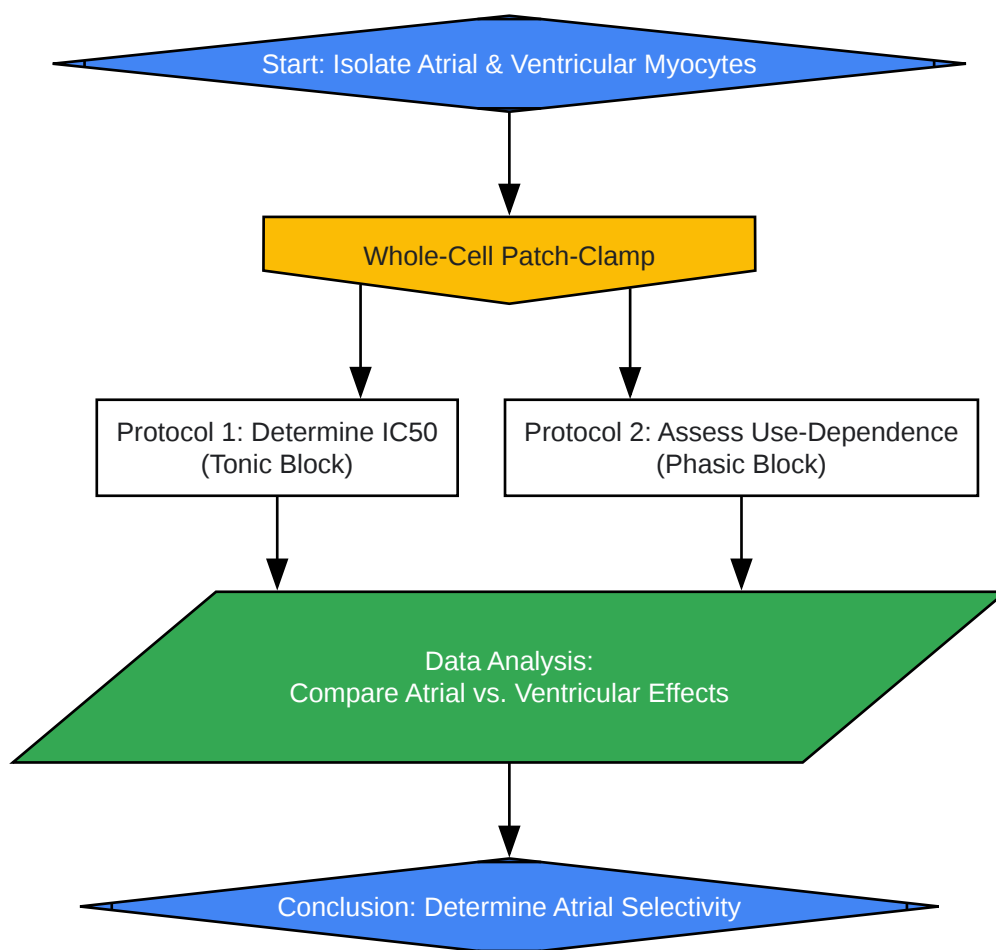 Start: Isolate Atrial & Ventricular Myocytes
Whole-Cell Patch-Clamp
Protocol 1: Determine IC50
(Tonic Block)
Protocol 2: Assess Use-Dependence
(Phasic Block)
Data Analysis:
Compare Atrial vs. Ventricular Effects
Conclusion: Determine Atrial Selectivity